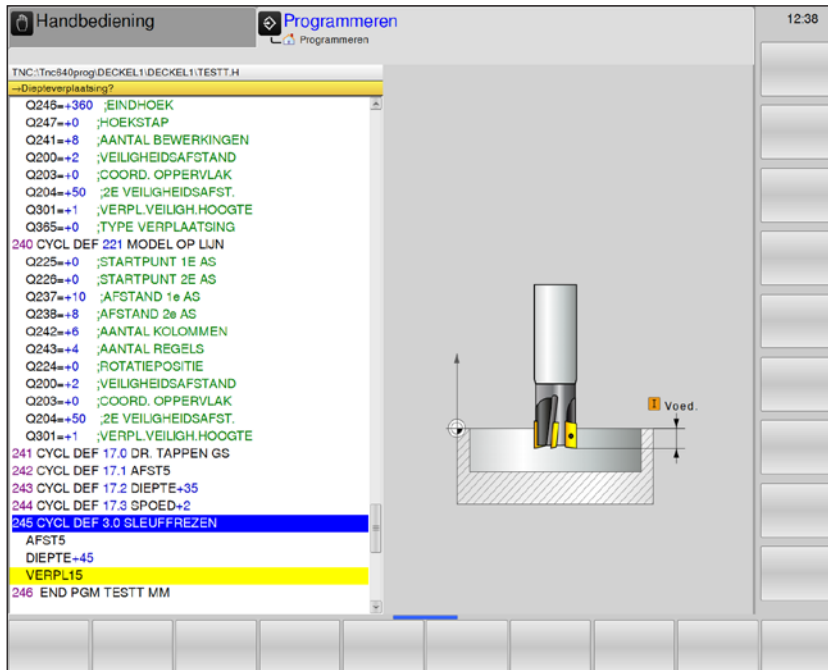 Handbediening
Programmeren
Programmeren
12:38
TNC:\Tnc640prog\DECKEL1\DECKEL1\TESTT.H
→Diepteverplaatsing?
Q246=+360 ;EINDHOEK
Q247=+0 ;HOEKSTAP
Q241=+8 ;AANTAL BEWERKINGEN
Q200=+2 ;VEILIGHEIDSAFSTAND
Q203=+0 ;COORD. OPPERVLAK
Q204=+50 ;2E VEILIGHEIDSAFST.
Q301=+1 ;VERPL.VEILIGH.HOOGTE
Q365=+0 ;TYPE VERPLAATSING
240 CYCL DEF 221 MODEL OP LIJN
Q225=+0 ;STARTPUNT 1E AS
Q226=+0 ;STARTPUNT 2E AS
Q237=+10 ;AFSTAND 1e AS
Q238=+8 ;AFSTAND 2e AS
Q242=+6 ;AANTAL KOLOMMEN
Q243=+4 ;AANTAL REGELS
Q224=+0 ;ROTATIEPOSITIE
Q200=+2 ;VEILIGHEIDSAFSTAND
Q203=+0 ;COORD. OPPERVLAK
Q204=+50 ;2E VEILIGHEIDSAFST.
Q301=+1 ;VERPL.VEILIGH.HOOGTE
241 CYCL DEF 17.0 DR. TAPPEN GS
242 CYCL DEF 17.1 AFST5
243 CYCL DEF 17.2 DIEPTE+35
244 CYCL DEF 17.3 SPOED+2
245 CYCL DEF 3.0 SLEUFFREZEN
AFST5
DIEPTE+45
VERPL15
246 END PGM TESTT MM
I Voed.